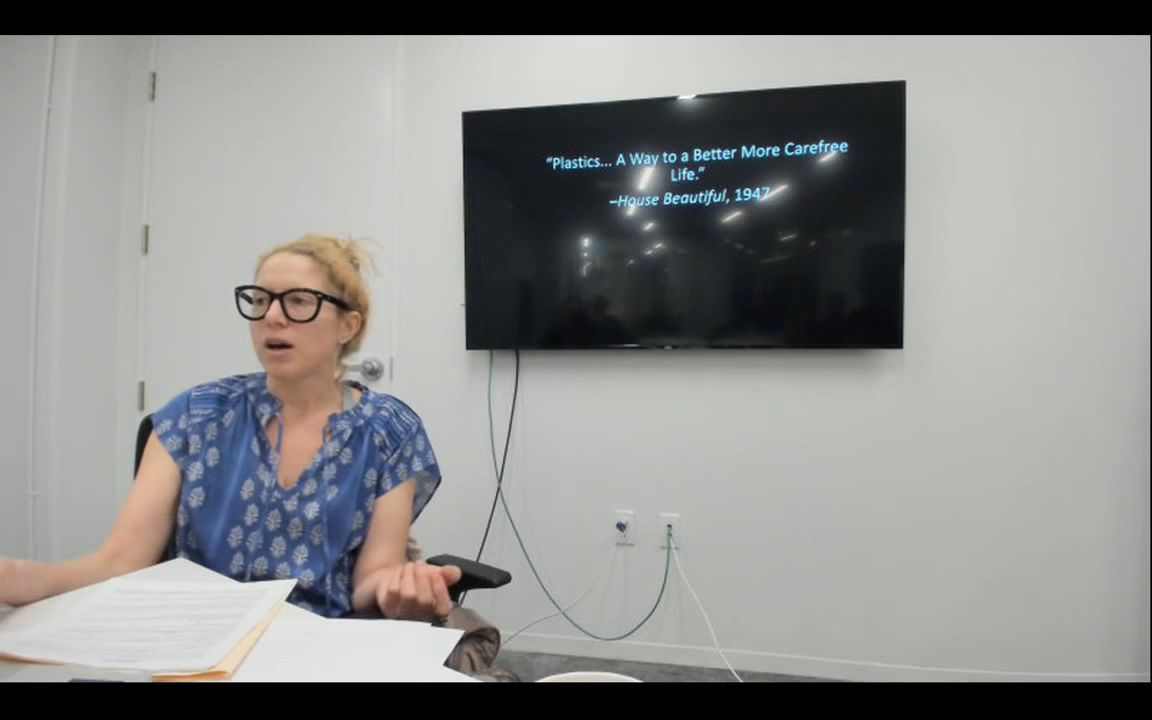 “Plastics... A Way to a Better More Carefree
Life.”
–House Beautiful, 1947